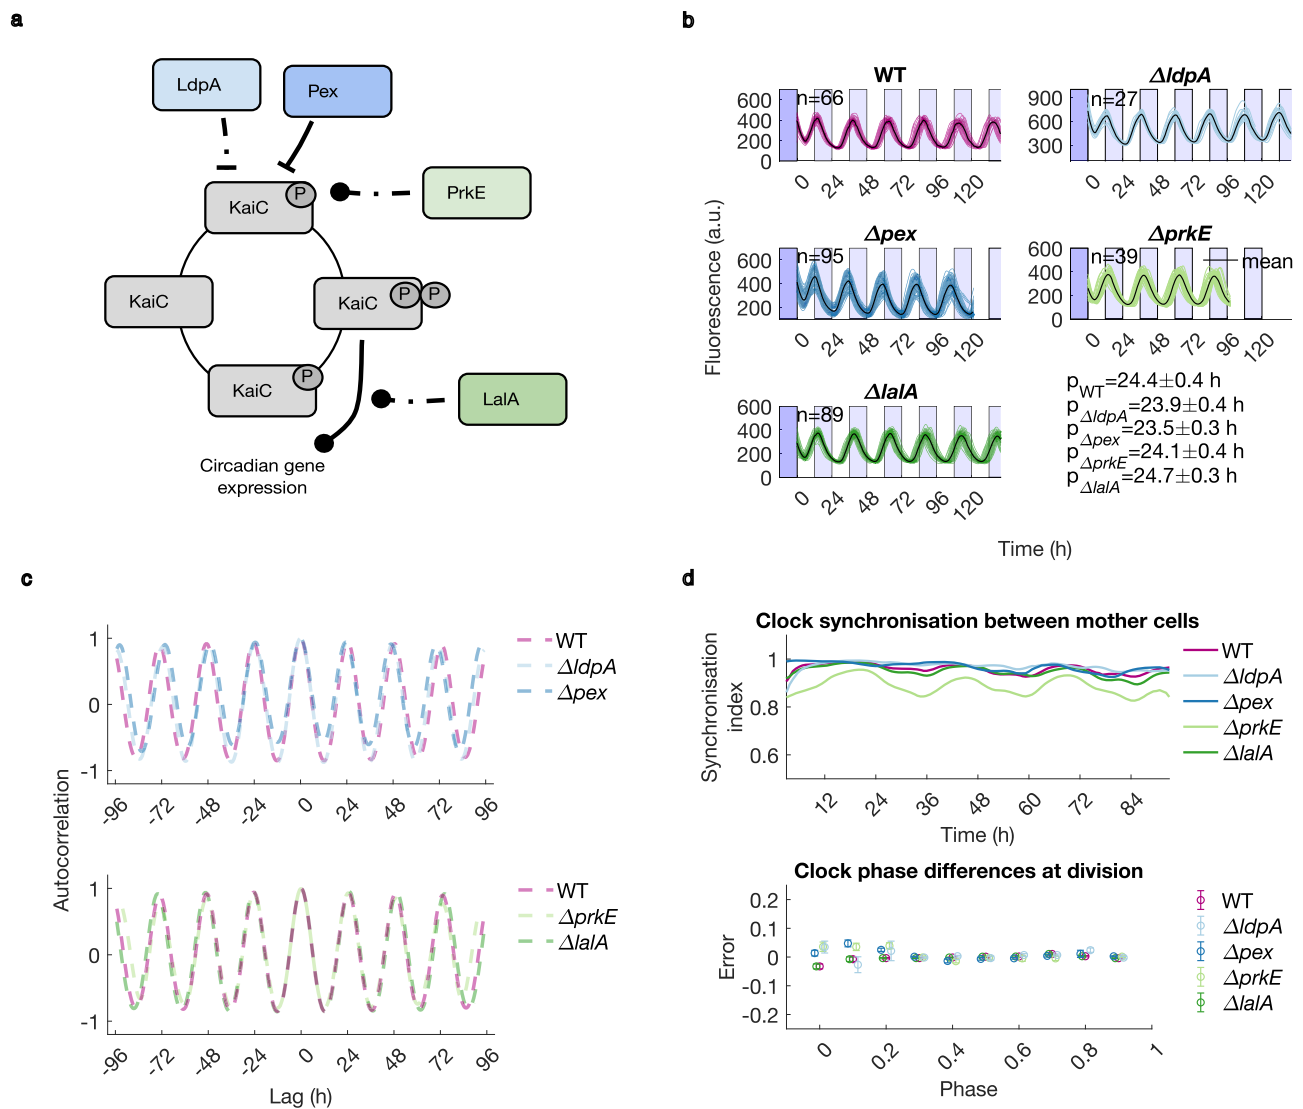 a
LdpA
Pex
PrkE
KaiC
P
KaiC
KaiC
P
P
KaiC
P
LalA
Circadian gene
expression
b
Fluorescence (a.u.)
WT
n=66
600
400
200
0
0
24
48
72
96
120
ΔldpA
n=27
900
600
300
0
24
48
72
96
120
Δpex
n=95
600
400
200
0
24
48
72
96
120
ΔprkE
n=39
mean
600
400
200
0
0
24
48
72
96
120
ΔlalA
n=89
600
400
200
0
0
24
48
72
96
120
pWT=24.4±0.4 h
pΔldpA=23.9±0.4 h
pΔpex=23.5±0.3 h
pΔprkE=24.1±0.4 h
pΔlalA=24.7±0.3 h
Time (h)
c
Autocorrelation
1
0
-1
-96
-72
-48
-24
0
24
48
72
96
WT
ΔldpA
Δpex
1
0
-1
-96
-72
-48
-24
0
24
48
72
96
WT
ΔprkE
ΔlalA
Lag (h)
d
Clock synchronisation between mother cells
Synchronisation
index
1
0.8
0.6
12
24
36
48
60
72
84
Time (h)
WT
ΔldpA
Δpex
ΔprkE
ΔlalA
Clock phase differences at division
Error
0.2
0.1
0
-0.1
-0.2
0
0.2
0.4
0.6
0.8
1
Phase
WT
ΔldpA
Δpex
ΔprkE
ΔlalA